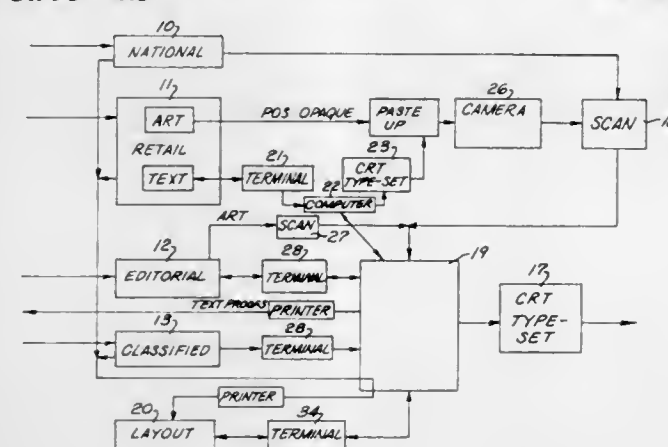 10
NATIONAL
11
ART
POS OPAQUE
PASTE UP
26
CAMERA
SCAN
RETAIL
TEXT
21
TERMINAL
23
CRT TYPE-SET
22
COMPUTER
ART
SCAN
27
12
EDITORIAL
28
TERMINAL
19
17
CRT
TYPE-
SET
TEXT PROOFS
PRINTER
13
CLASSIFIED
28
TERMINAL
PRINTER
20
LAYOUT
34
TERMINAL